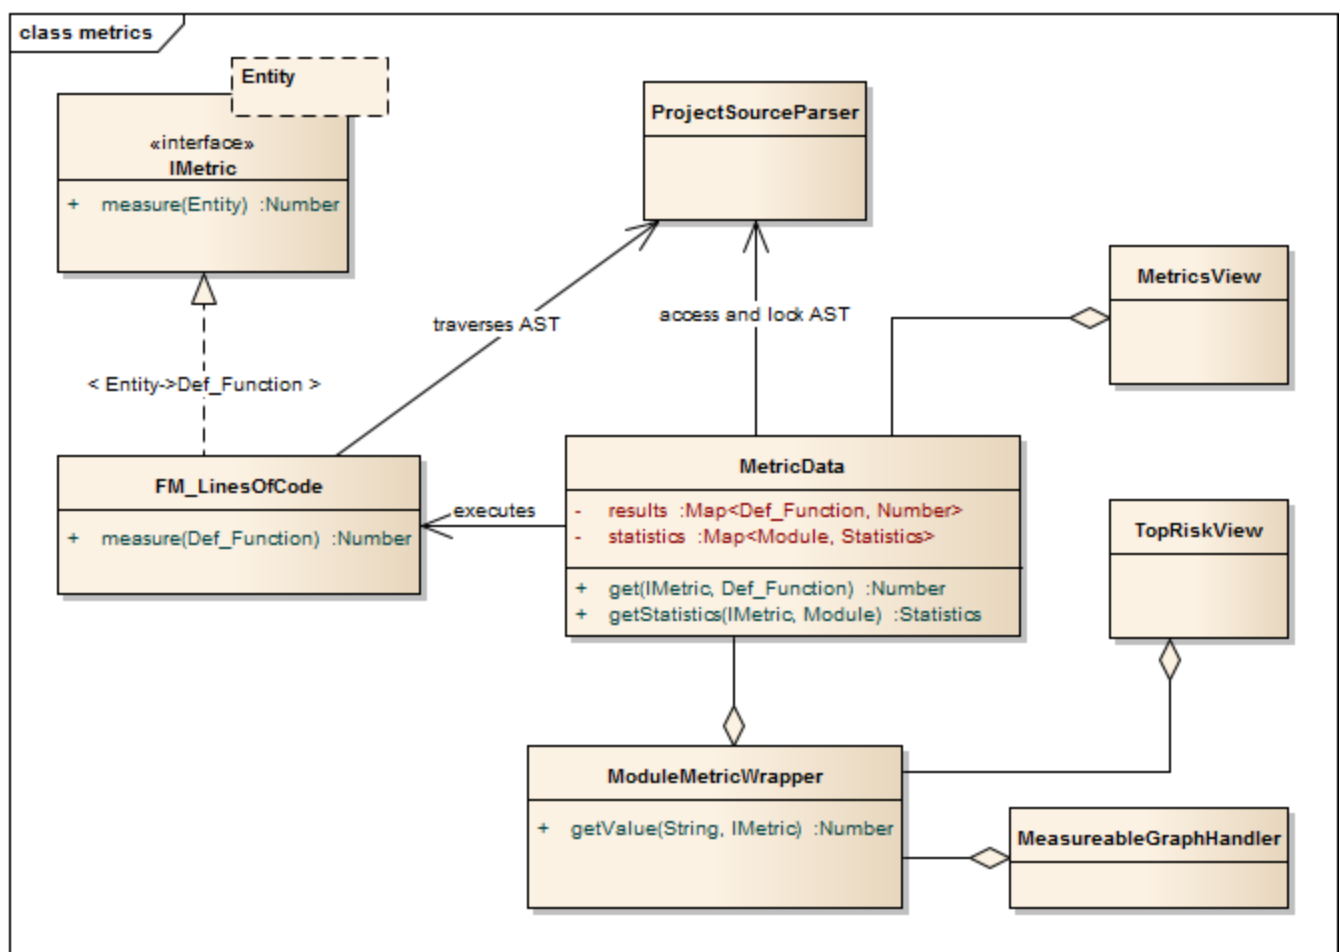 class metrics
Entity
«interface»
IMetric
+ measure(Entity) :Number
ProjectSourceParser
MetricsView
traverses AST
access and lock AST
< Entity->Def_Function >
FM_LinesOfCode
+ measure(Def_Function) :Number
executes
MetricData
- results :Map<Def_Function, Number>
- statistics :Map<Module, Statistics>
+ get(IMetric, Def_Function) :Number
+ getStatistics(IMetric, Module) :Statistics
TopRiskView
ModuleMetricWrapper
+ getValue(String, IMetric) :Number
MeasureableGraphHandler